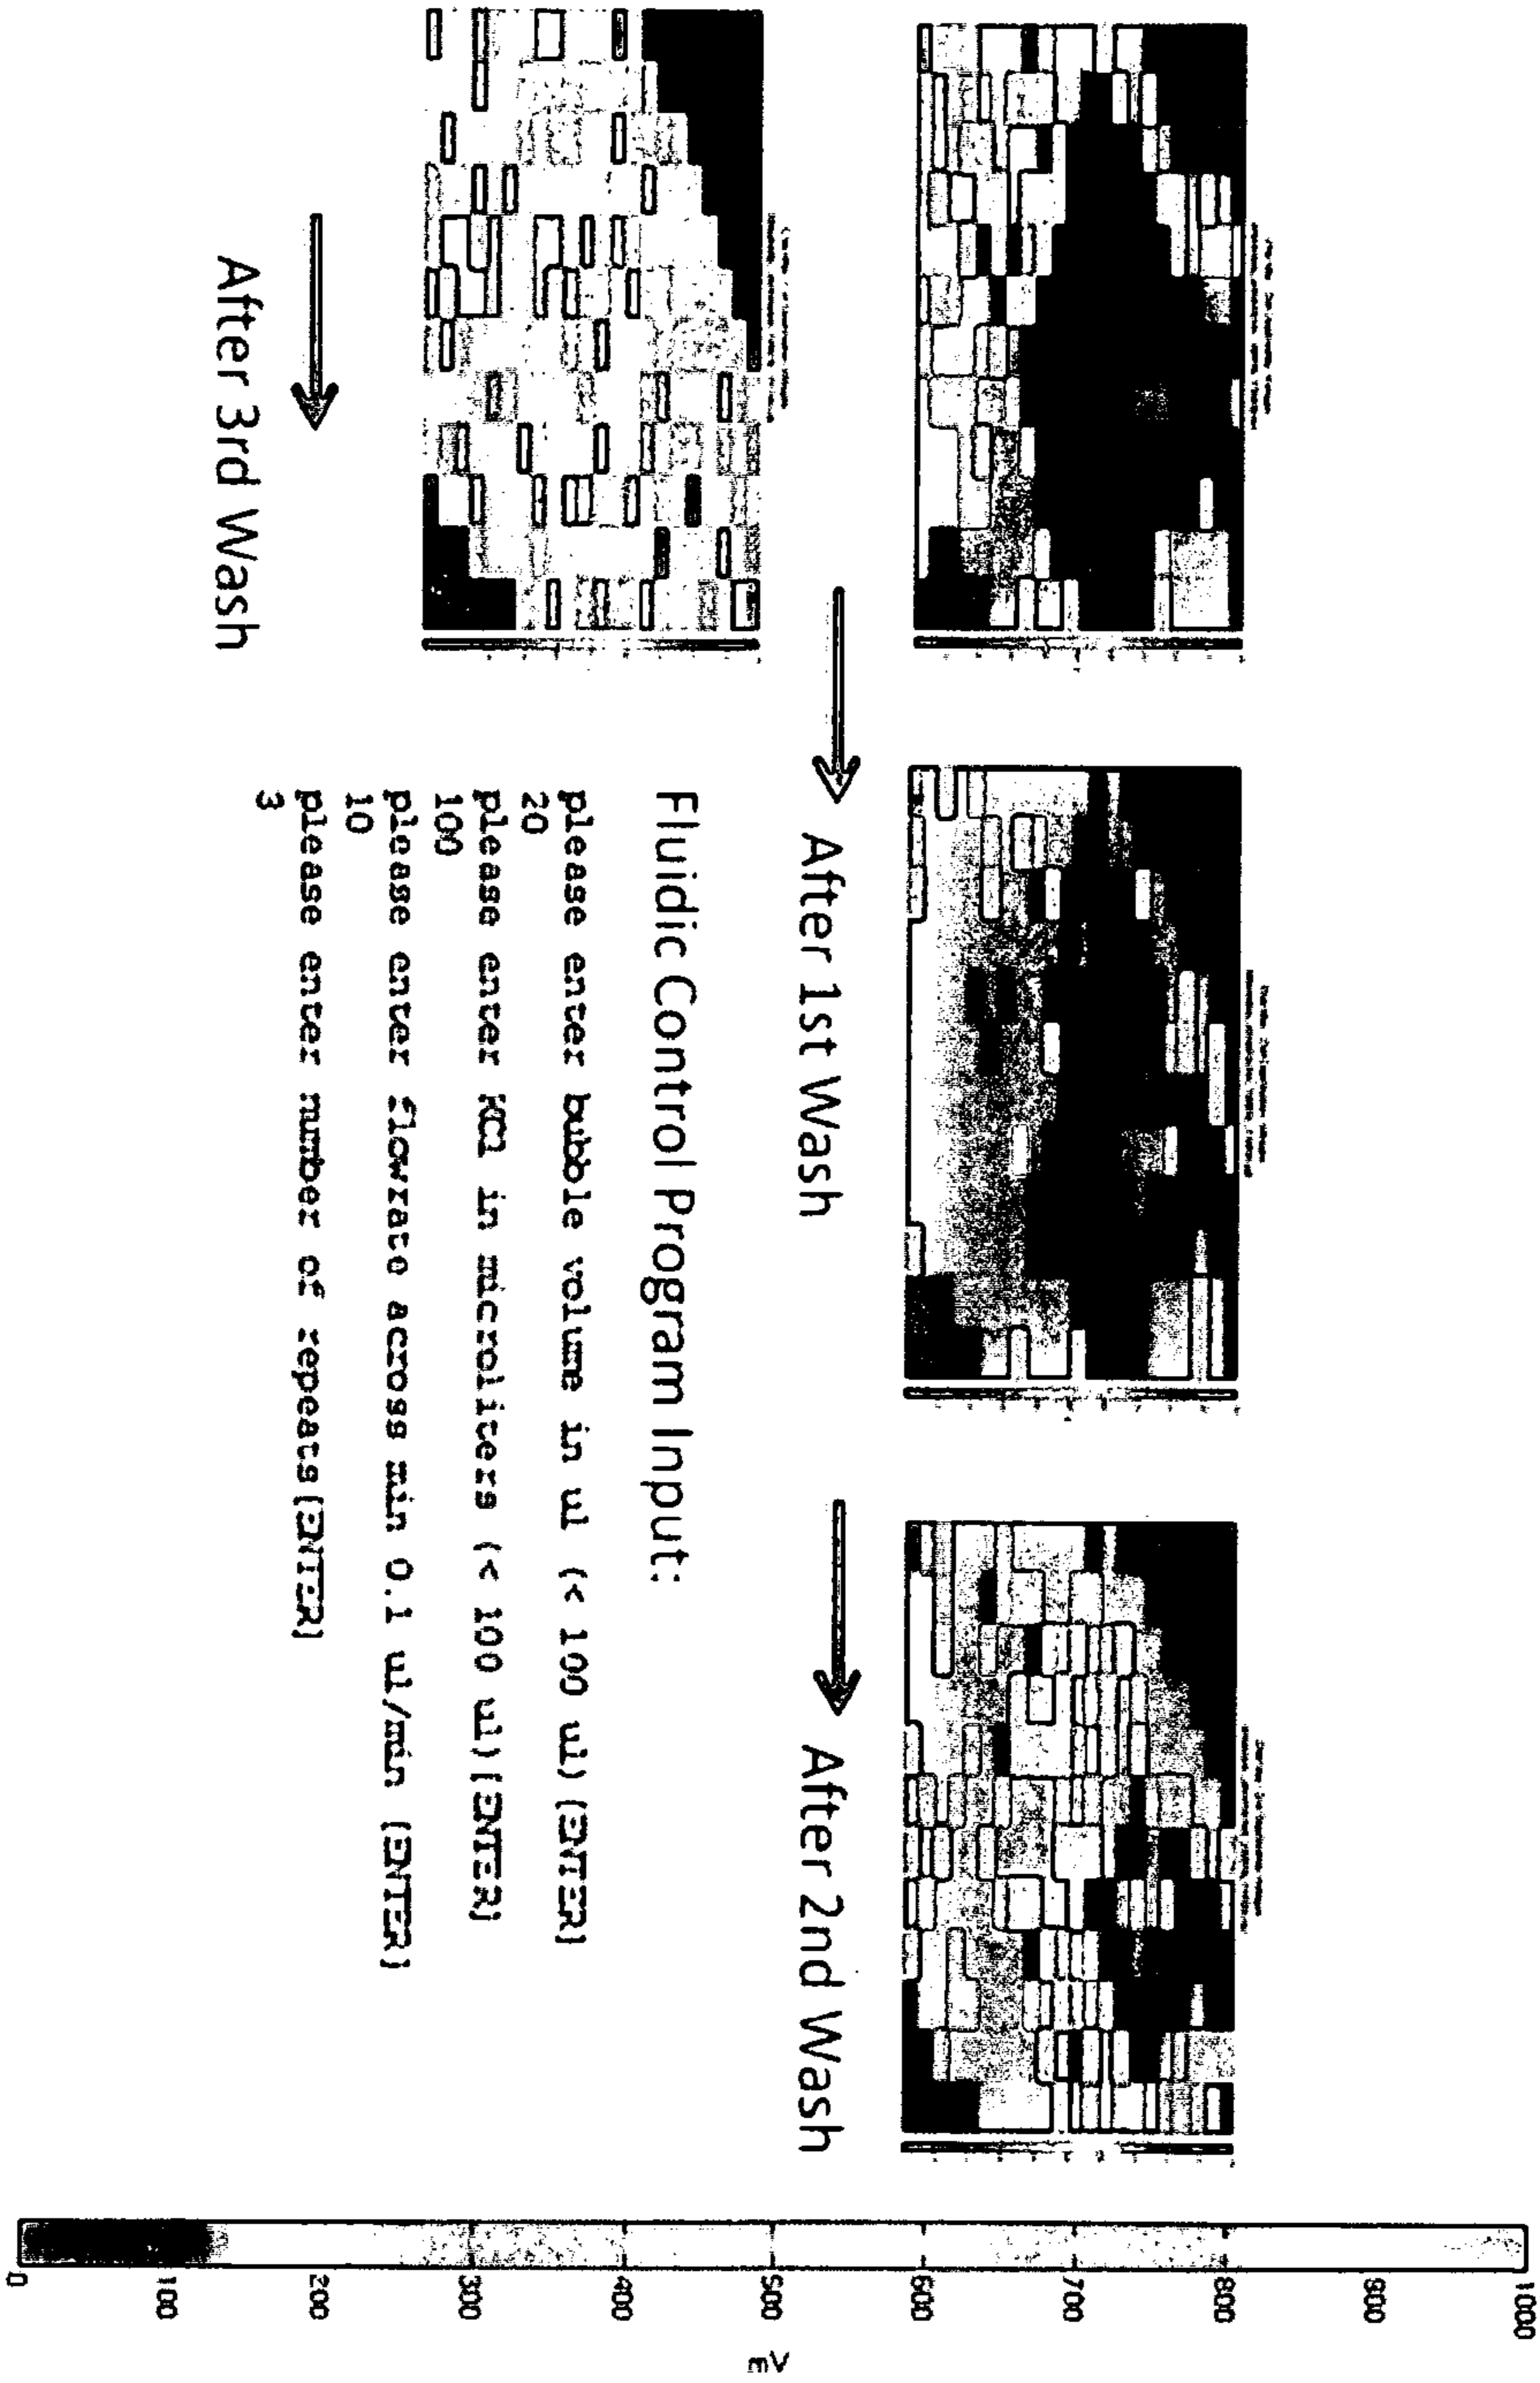 After 1st Wash
After 2nd Wash
After 3rd Wash
Fluidic Control Program Input:
please enter bubble volume in ul (< 100 ul)[ENTER]
20
please enter KCl in microliters (< 100 ul)[ENTER]
100
please enter flowrate across min 0.1 ul/min [ENTER]
10
please enter number of repeats[ENTER]
3
0
100
200
300
400
500
600
700
800
900
1000
mV